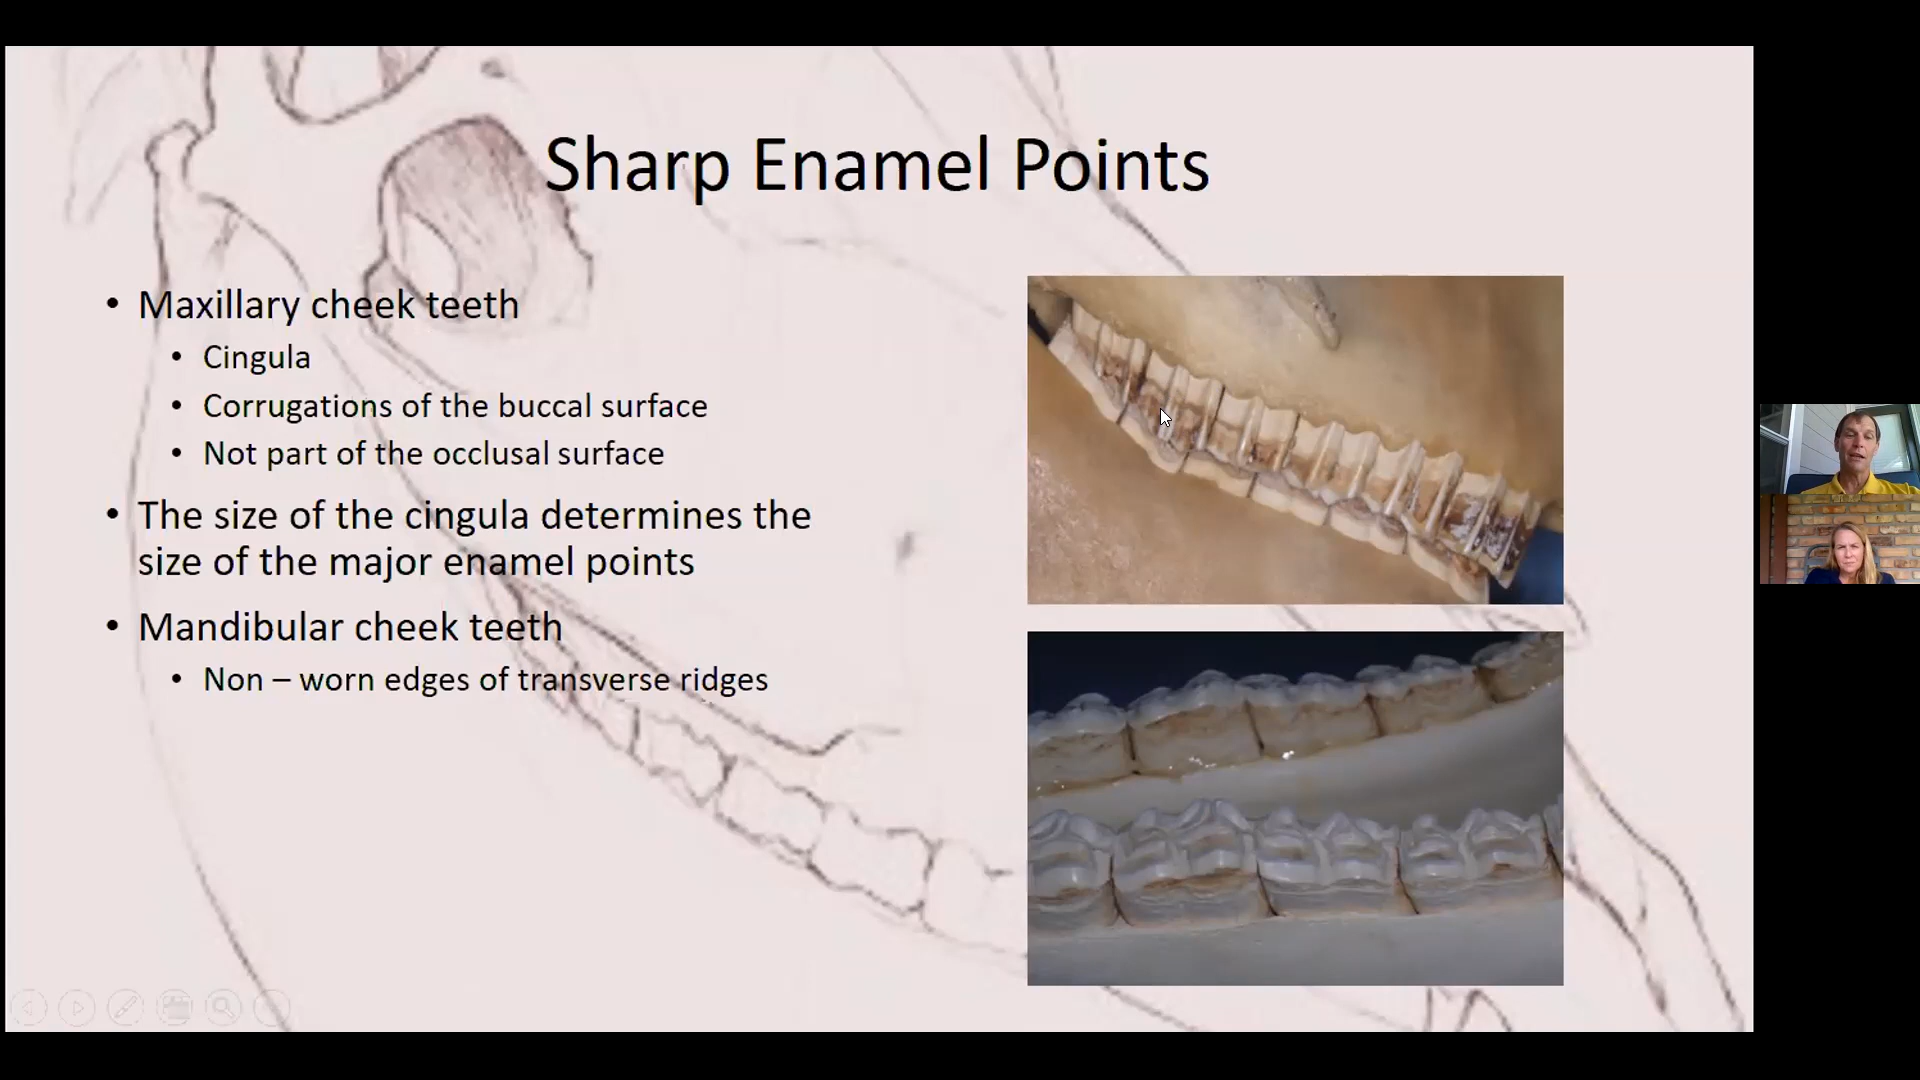 Sharp Enamel Points
• Maxillary cheek teeth
• Cingula
• Corrugations of the buccal surface
• Not part of the occlusal surface
• The size of the cingula determines the
size of the major enamel points
• Mandibular cheek teeth
• Non – worn edges of transverse ridges